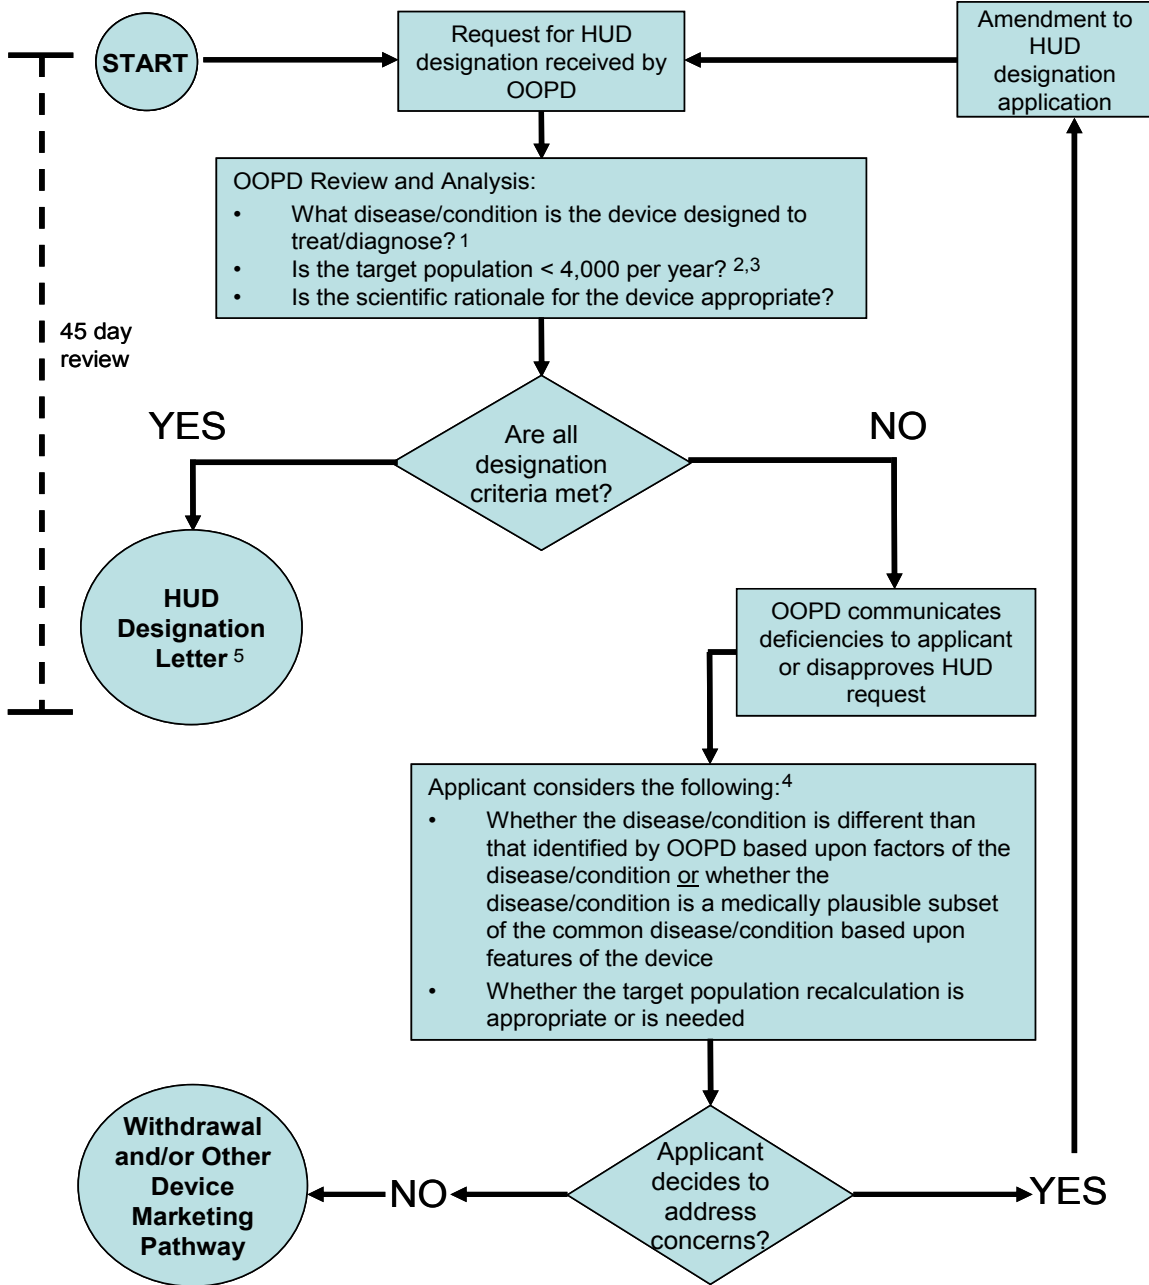 START
Request for HUD
designation received by
OOPD
Amendment to
HUD
designation
application
OOPD Review and Analysis:
• What disease/condition is the device designed to
treat/diagnose? 1
• Is the target population < 4,000 per year? 2,3
• Is the scientific rationale for the device appropriate?
45 day
review
YES
NO
Are all
designation
criteria met?
HUD
Designation
Letter 5
OOPD communicates
deficiencies to applicant
or disapproves HUD
request
Applicant considers the following:4
• Whether the disease/condition is different than
that identified by OOPD based upon factors of the
disease/condition or whether the
disease/condition is a medically plausible subset
of the common disease/condition based upon
features of the device
• Whether the target population recalculation is
appropriate or is needed
Withdrawal
and/or Other
Device
Marketing
Pathway
NO
Applicant
decides to
address
concerns?
YES